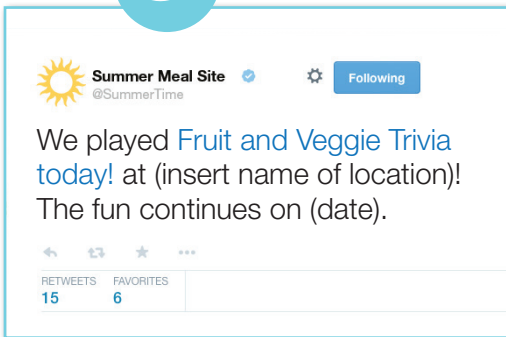 Summer Meal Site
Following
@SummerTime
We played Fruit and Veggie Trivia
today! at (insert name of location)!
The fun continues on (date).
RETWEETS FAVORITES
15 6